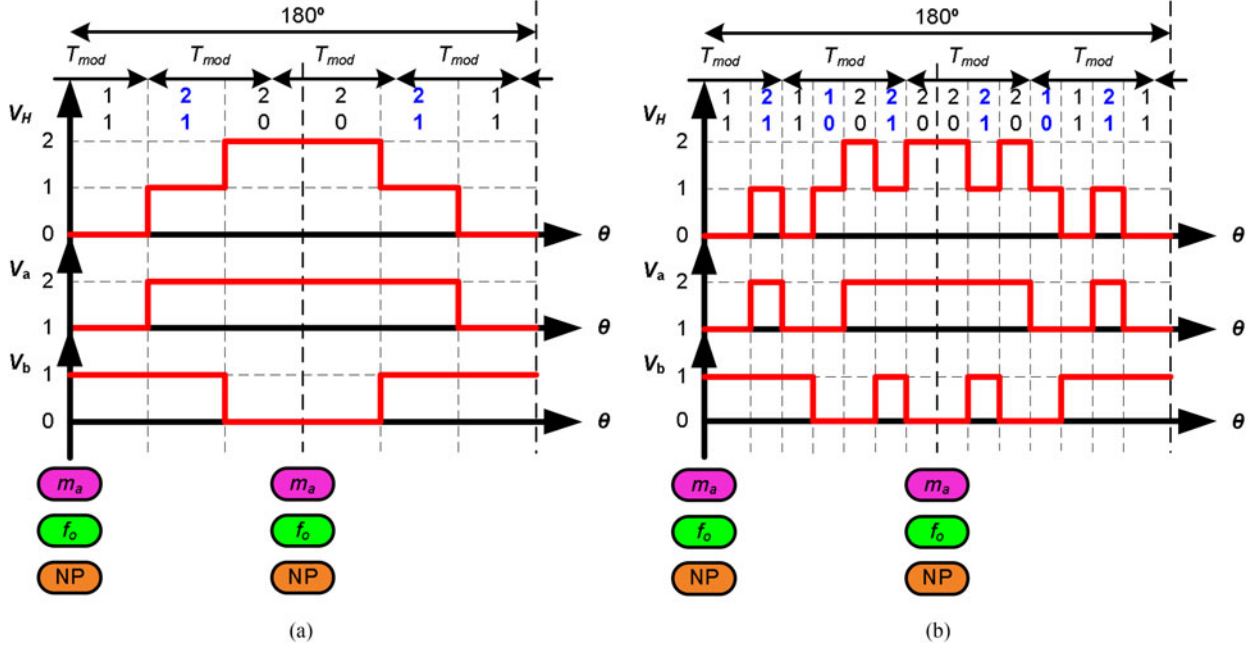 180º
T_mod T_mod T_mod T_mod
V_H
1 2 2 2 2 1
1 1 0 0 1 1
2
1
0
θ
V_a
2
1
θ
V_b
1
0
θ
m_a m_a
f_o f_o
NP NP
(a)
180º
T_mod T_mod T_mod T_mod
V_H
1 2 1 1 2 2 2 2 2 2 1 1 2 1
1 1 1 0 0 1 0 0 1 0 0 1 1 1
2
1
0
θ
V_a
2
1
θ
V_b
1
0
θ
m_a m_a
f_o f_o
NP NP
(b)